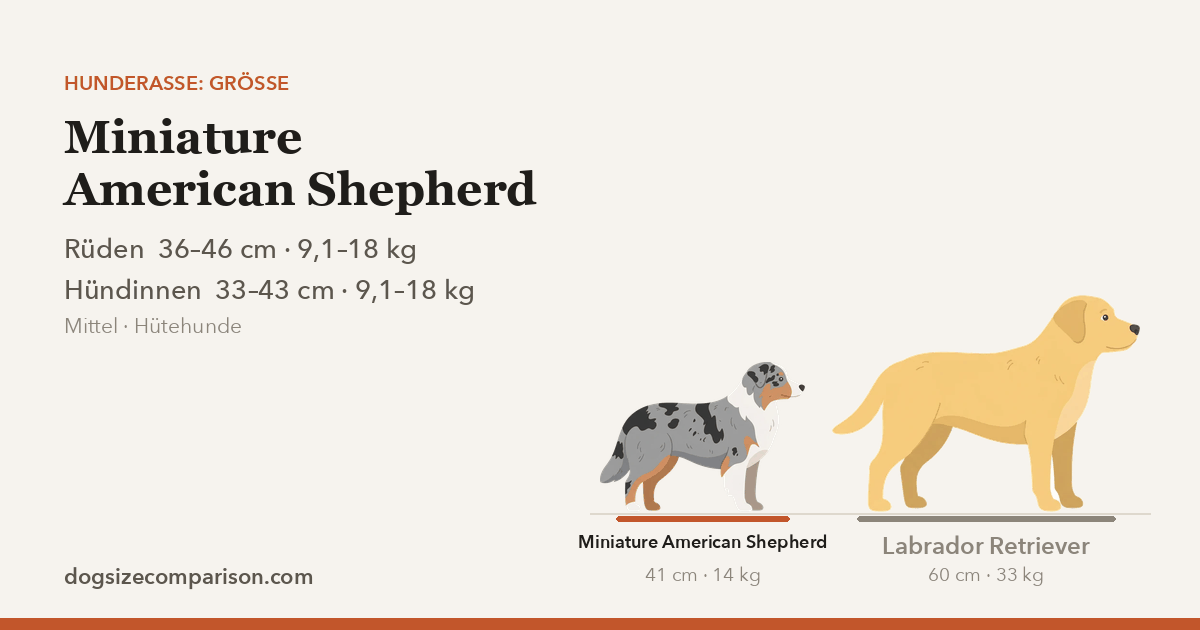 HUNDERASSE: GRÖSSE
Miniature
American Shepherd
Rüden 36–46 cm · 9,1–18 kg
Hündinnen 33–43 cm · 9,1–18 kg
Mittel · Hütehunde
Miniature American Shepherd
41 cm · 14 kg
Labrador Retriever
60 cm · 33 kg
dogsizecomparison.com